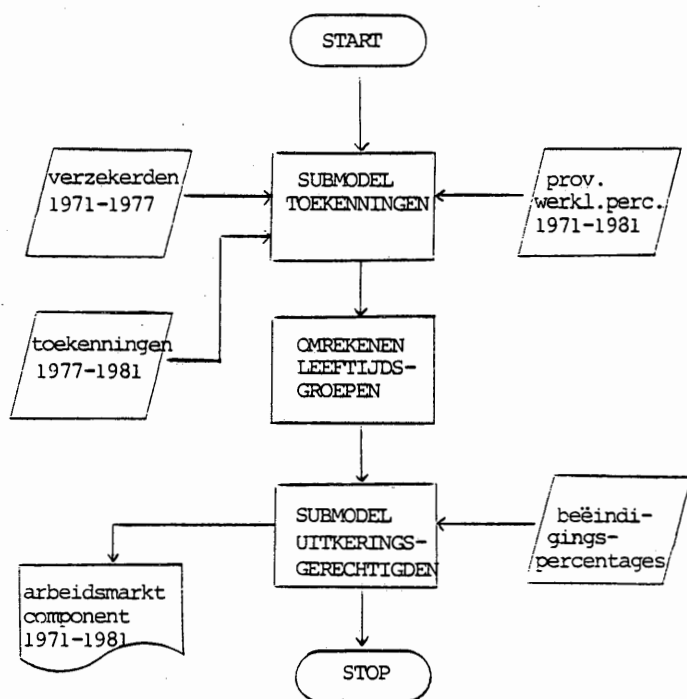 START
verzekerden
1971-1977
SUBMODEL
TOEKENNINGEN
prov.
werkl.perc.
1971-1981
toekenningen
1977-1981
OMREKENEN
LEEFTIJDS-
GROEPEN
SUBMODEL
UITKERINGS-
GERECHTIGDEN
beëindi-
gings-
percentages
arbeidsmarkt
component
1971-1981
STOP